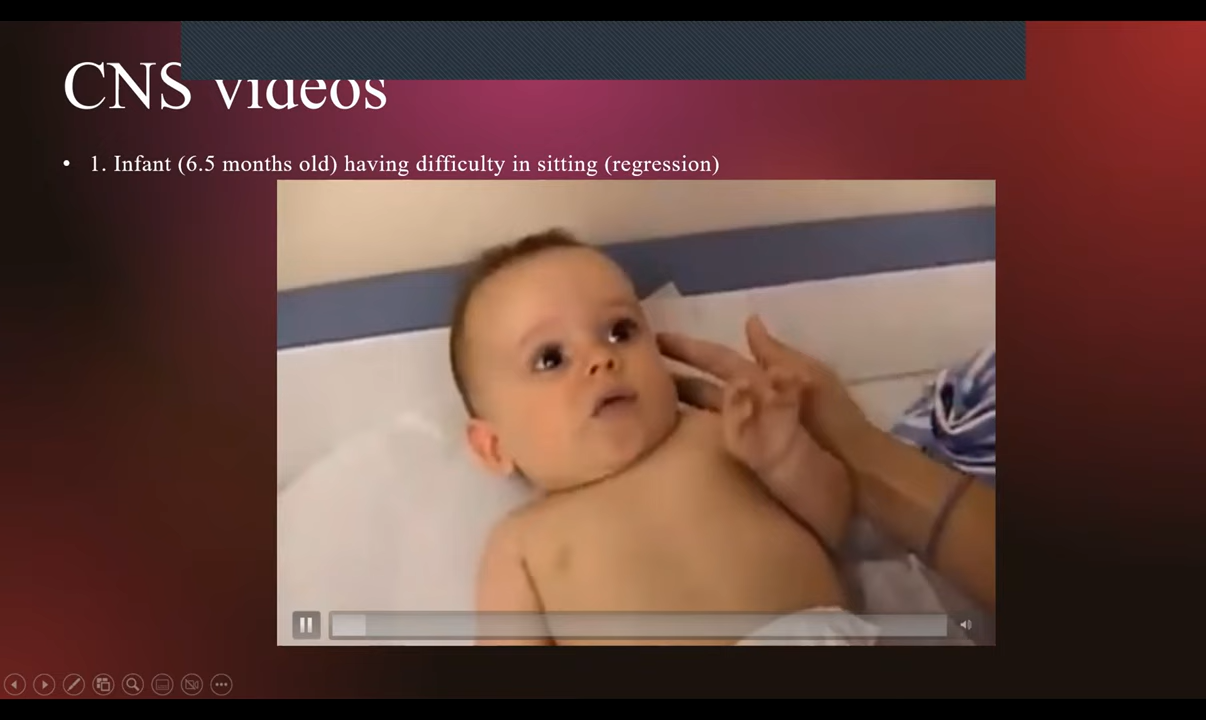 CNS videos
• 1. Infant (6.5 months old) having difficulty in sitting (regression)